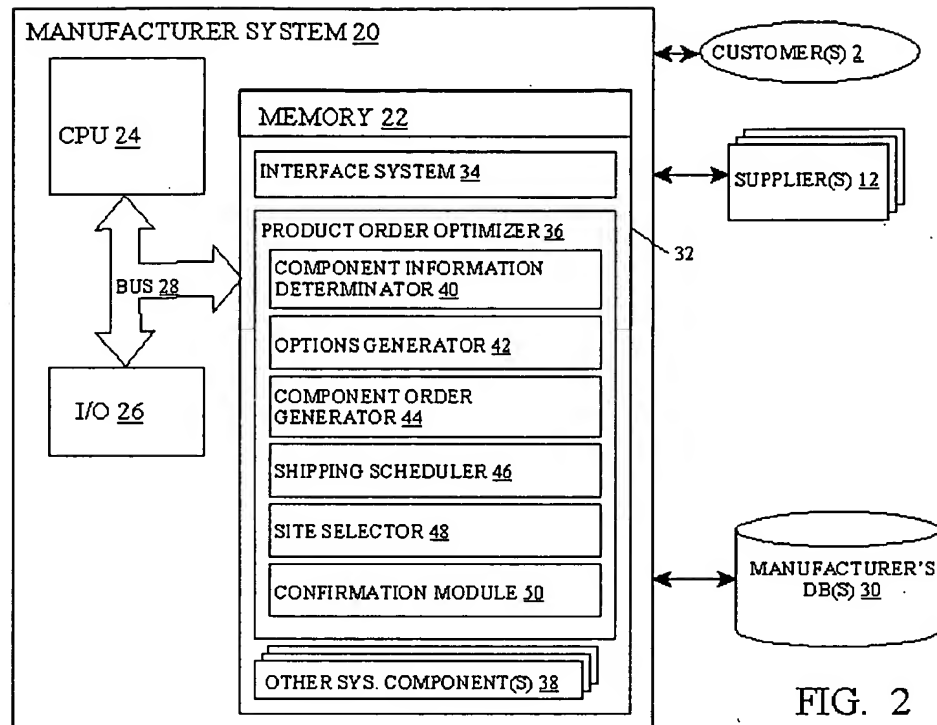 MANUFACTURER SYSTEM 20
CPU 24
BUS 28
I/O 26
MEMORY 22
INTERFACE SYSTEM 34
PRODUCT ORDER OPTIMIZER 36
COMPONENT INFORMATION
DETERMINATOR 40
OPTIONS GENERATOR 42
COMPONENT ORDER
GENERATOR 44
SHIPPING SCHEDULER 46
SITE SELECTOR 48
CONFIRMATION MODULE 50
OTHER SYS. COMPONENT(S) 38
32
CUSTOMER(S) 2
SUPPLIER(S) 12
MANUFACTURER'S
DB(S) 30
FIG. 2